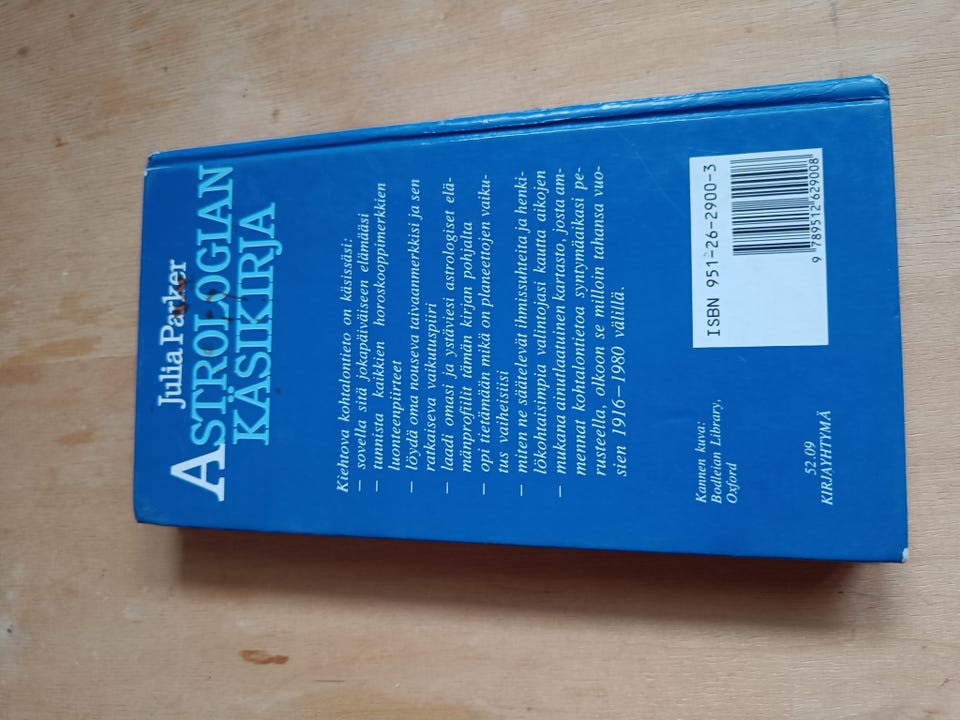 Julia Parker
ASTROLOGIAN
KÄSIKIRJA
Kiehtova kohtalontieto on käsissäsi:
— sovella sitä jokapäiväiseen elämääsi
— tunnista kaikkien horoskooppimerkkien
luonteenpiirteet
— löydä oma nouseva taivaanmerkkisi ja sen
ratkaiseva vaikutuspiiri
— laadi omasi ja ystäviesi astrologiset elä-
mänprofiilit tämän kirjan pohjalta
— opi tietämään mikä on planeettojen vaiku-
tus vaiheisiisi
— miten ne säätelevät ihmissuhteita ja henki-
lökohtaisimpia valintojasi kautta aikojen
— mukana ainutlaatuinen kartasto, josta am-
mennat kohtalontietoa syntymäaikasi pe-
rusteella, olkoon se milloin tahansa vuo-
sien 1916—1980 välillä.
Kannen kuva:
Bodleian Library,
Oxford
52.09
KIRJAYHTYMÄ
ISBN 951-26-2900-3
9 789512 629008